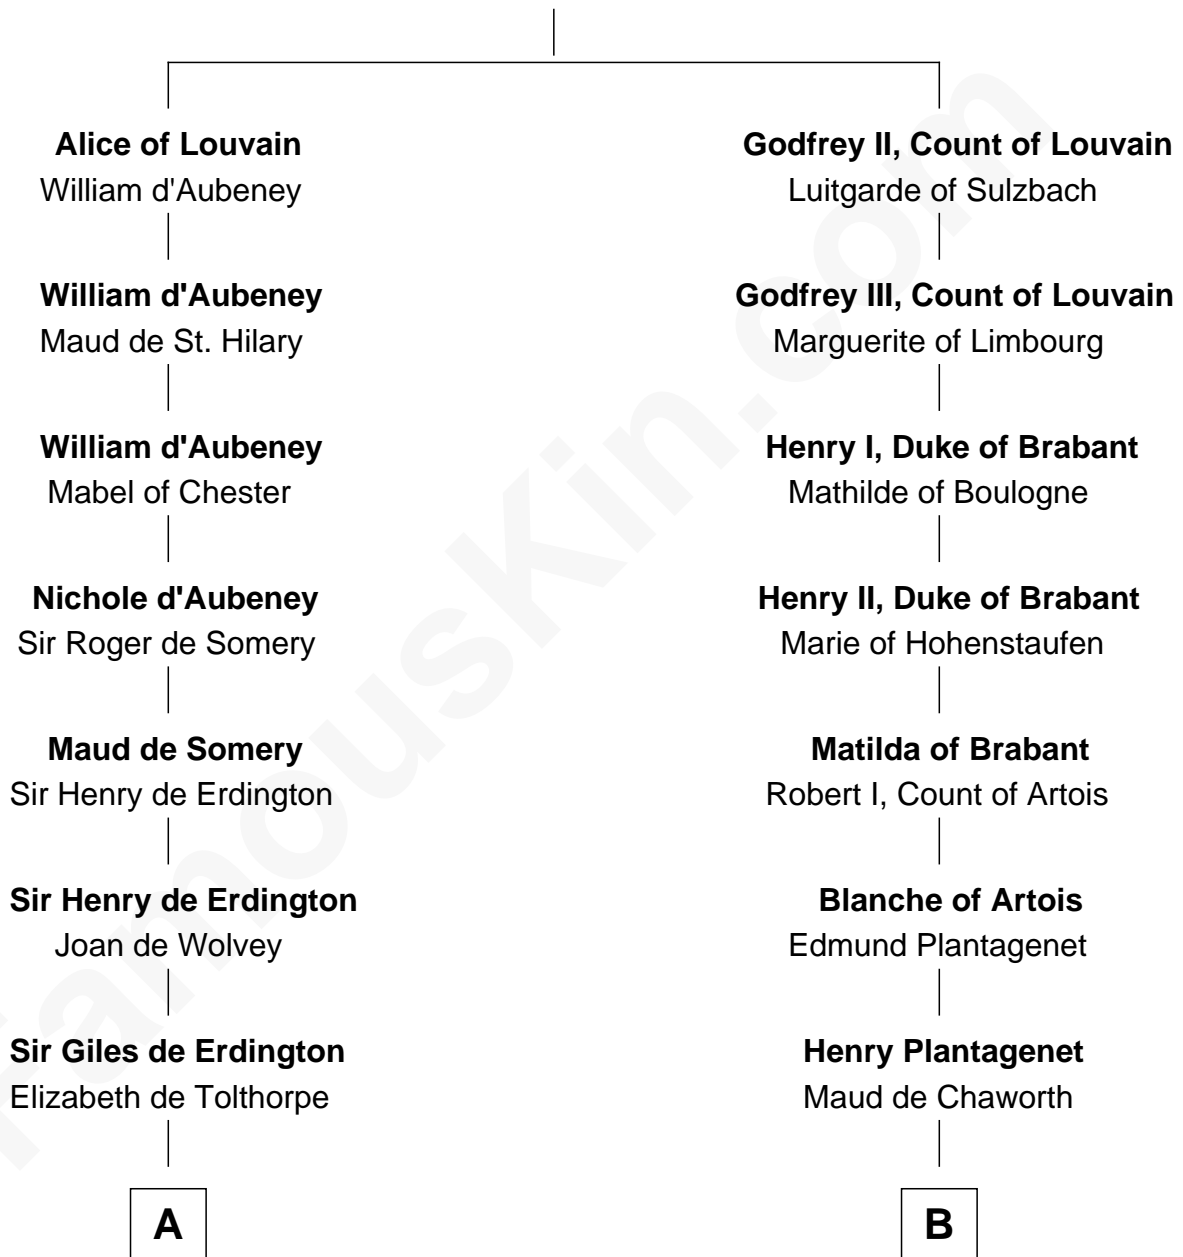 Alice of Louvain
William d'Aubeney
William d'Aubeney
Maud de St. Hilary
William d'Aubeney
Mabel of Chester
Nichole d'Aubeney
Sir Roger de Somery
Maud de Somery
Sir Henry de Erdington
Sir Henry de Erdington
Joan de Wolvey
Sir Giles de Erdington
Elizabeth de Tolthorpe
A
Godfrey II, Count of Louvain
Luitgarde of Sulzbach
Godfrey III, Count of Louvain
Marguerite of Limbourg
Henry I, Duke of Brabant
Mathilde of Boulogne
Henry II, Duke of Brabant
Marie of Hohenstaufen
Matilda of Brabant
Robert I, Count of Artois
Blanche of Artois
Edmund Plantagenet
Henry Plantagenet
Maud de Chaworth
B
FamousKin.com